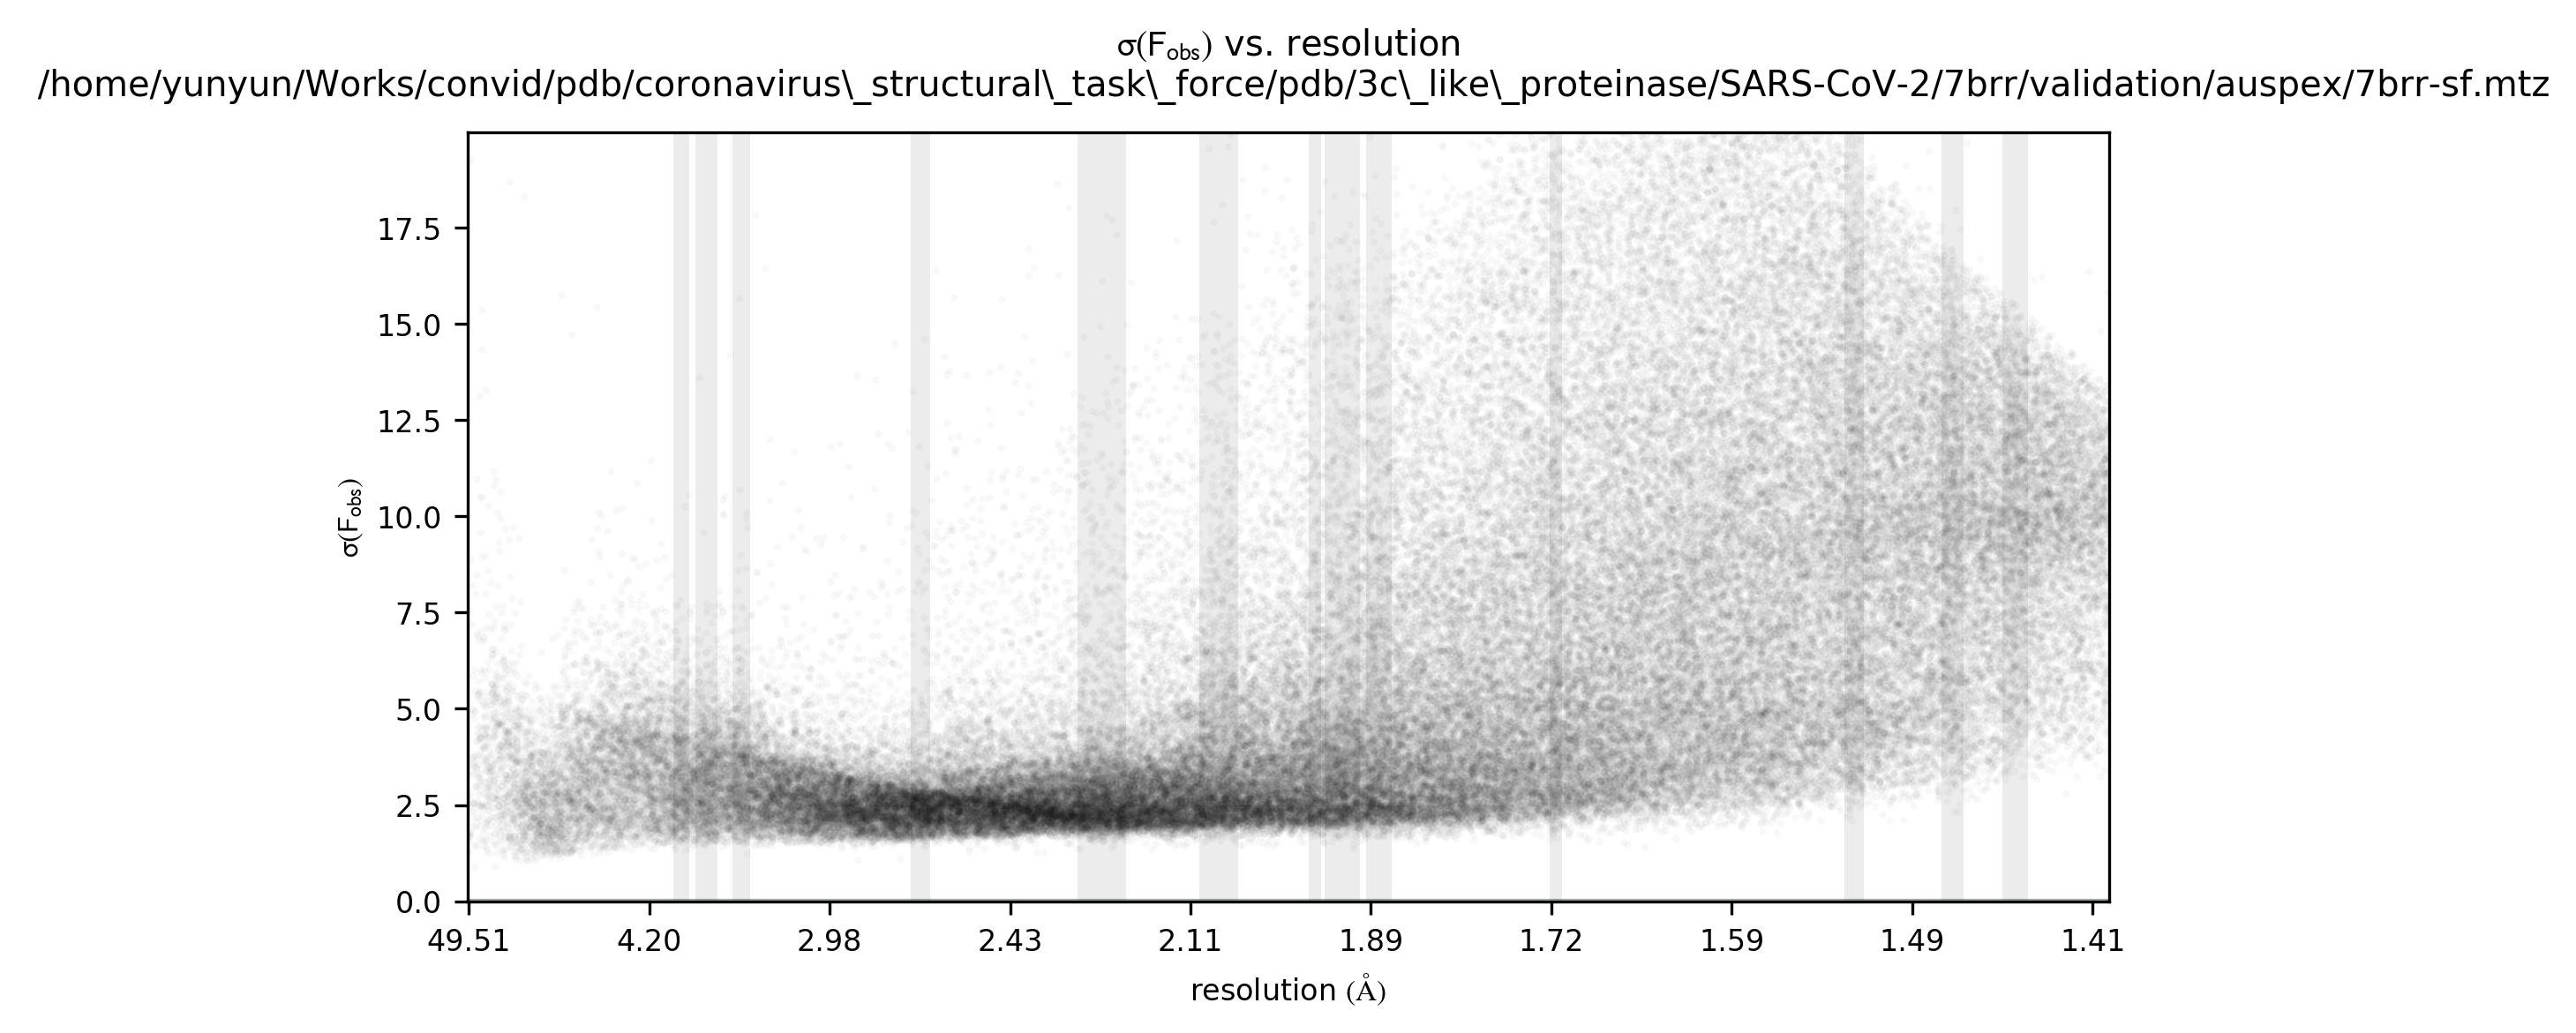 σ(Fobs) vs. resolution
/home/yunyun/Works/convid/pdb/coronavirus\_structural\_task\_force/pdb/3c\_like\_proteinase/SARS-CoV-2/7brr/validation/auspex/7brr-sf.mtz
17.5
15.0
12.5
σ(Fobs)
10.0
7.5
5.0
2.5
0.0
49.51 4.20 2.98 2.43 2.11 1.89 1.72 1.59 1.49 1.41
resolution (Å)